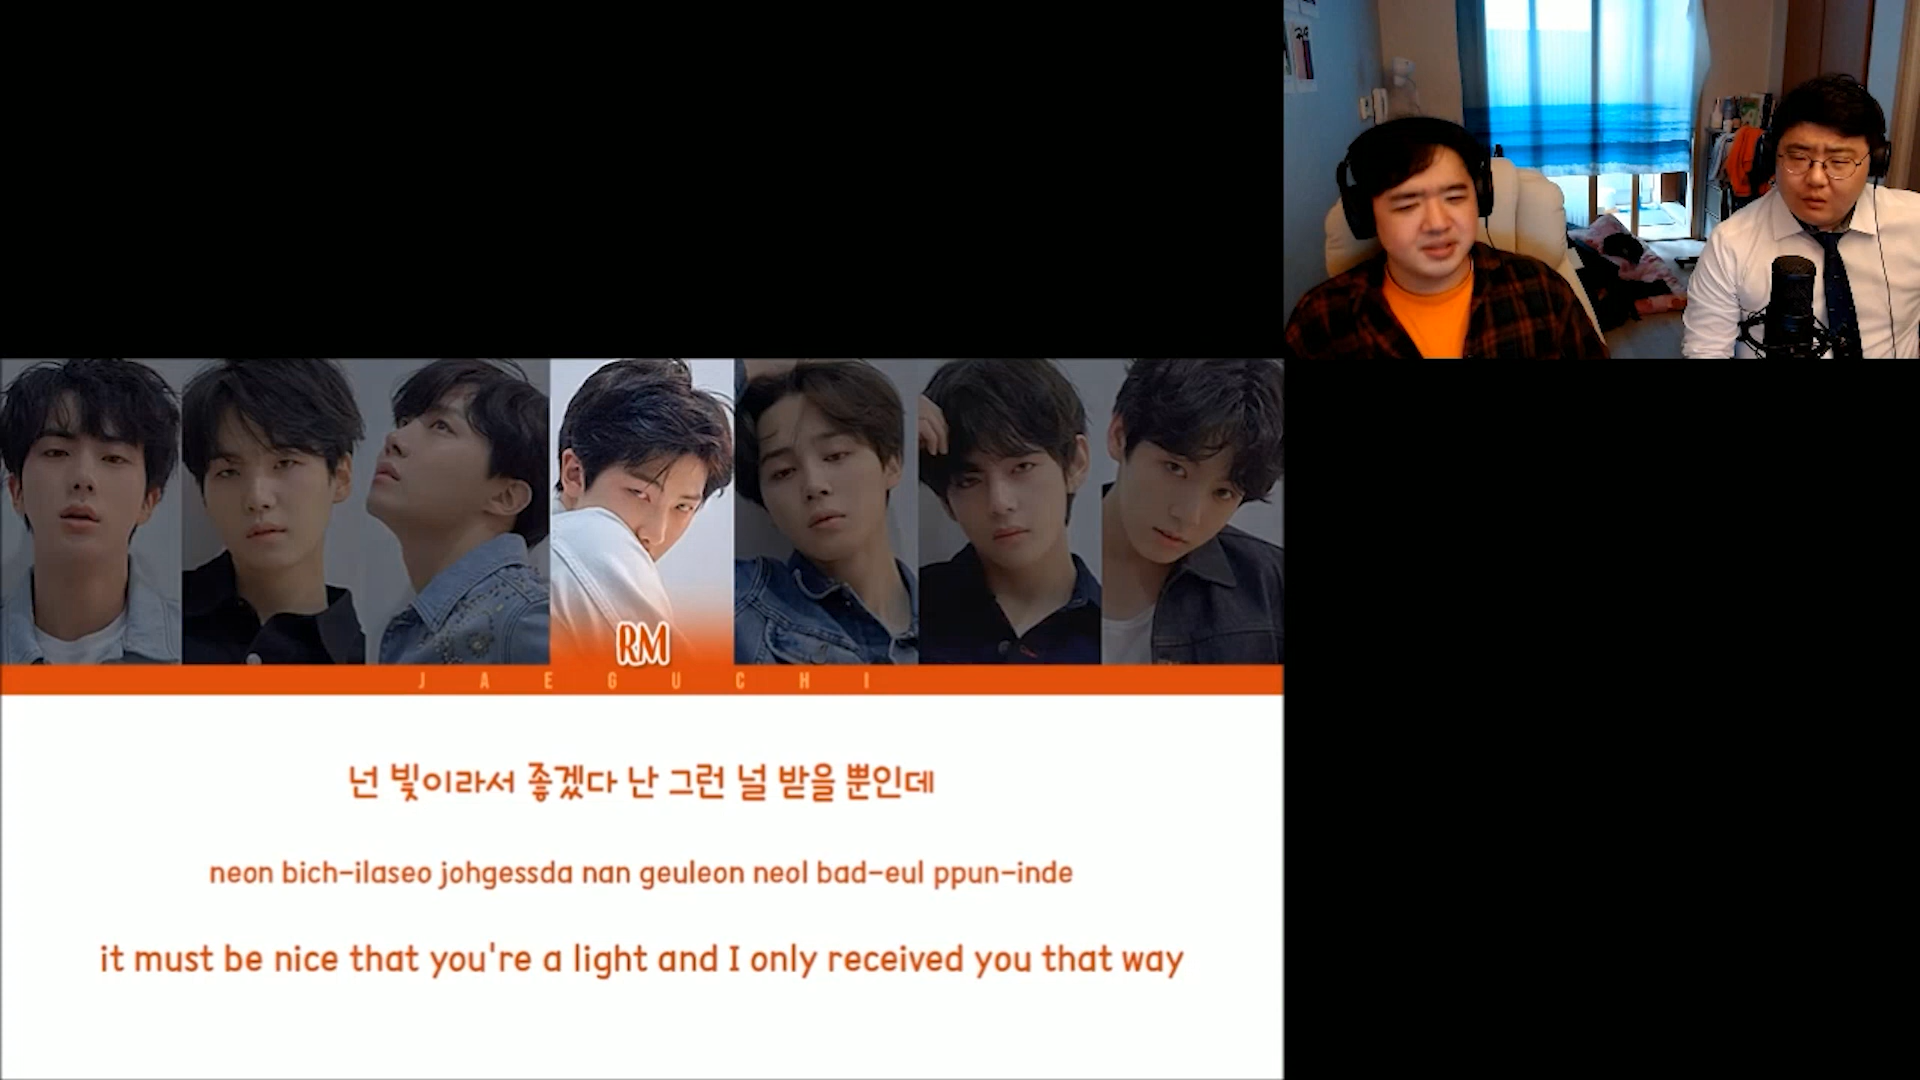 RM
JAEGUCHI
넌 빛이라서 좋겠다 난 그런 널 받을 뿐인데
neon bich-ilaseo johgessda nan geuleon neol bad-eul ppun-inde
it must be nice that you're a light and I only received you that way